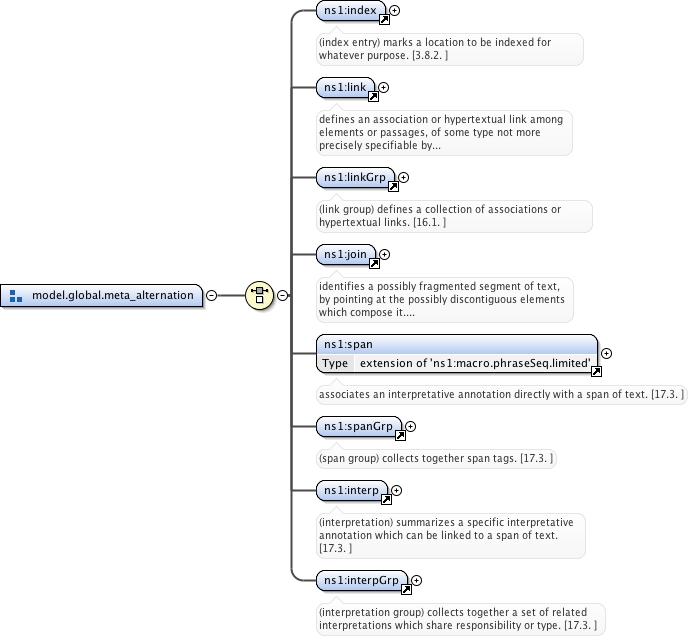 ns1:index
(index entry) marks a location to be indexed for
whatever purpose. [3.8.2. ]
ns1:link
defines an association or hypertextual link among
elements or passages, of some type not more
precisely specifiable by...
ns1:linkGrp
(link group) defines a collection of associations or
hypertextual links. [16.1. ]
ns1:join
identifies a possibly fragmented segment of text,
by pointing at the possibly discontiguous elements
which compose it....
model.global.meta_alternation
ns1:span
Type extension of 'ns1:macro.phraseSeq.limited'
associates an interpretative annotation directly with a span of text. [17.3. ]
ns1:spanGrp
(span group) collects together span tags. [17.3. ]
ns1:interp
(interpretation) summarizes a specific interpretative
annotation which can be linked to a span of text.
[17.3. ]
ns1:interpGrp
(interpretation group) collects together a set of related
interpretations which share responsibility or type. [17.3. ]